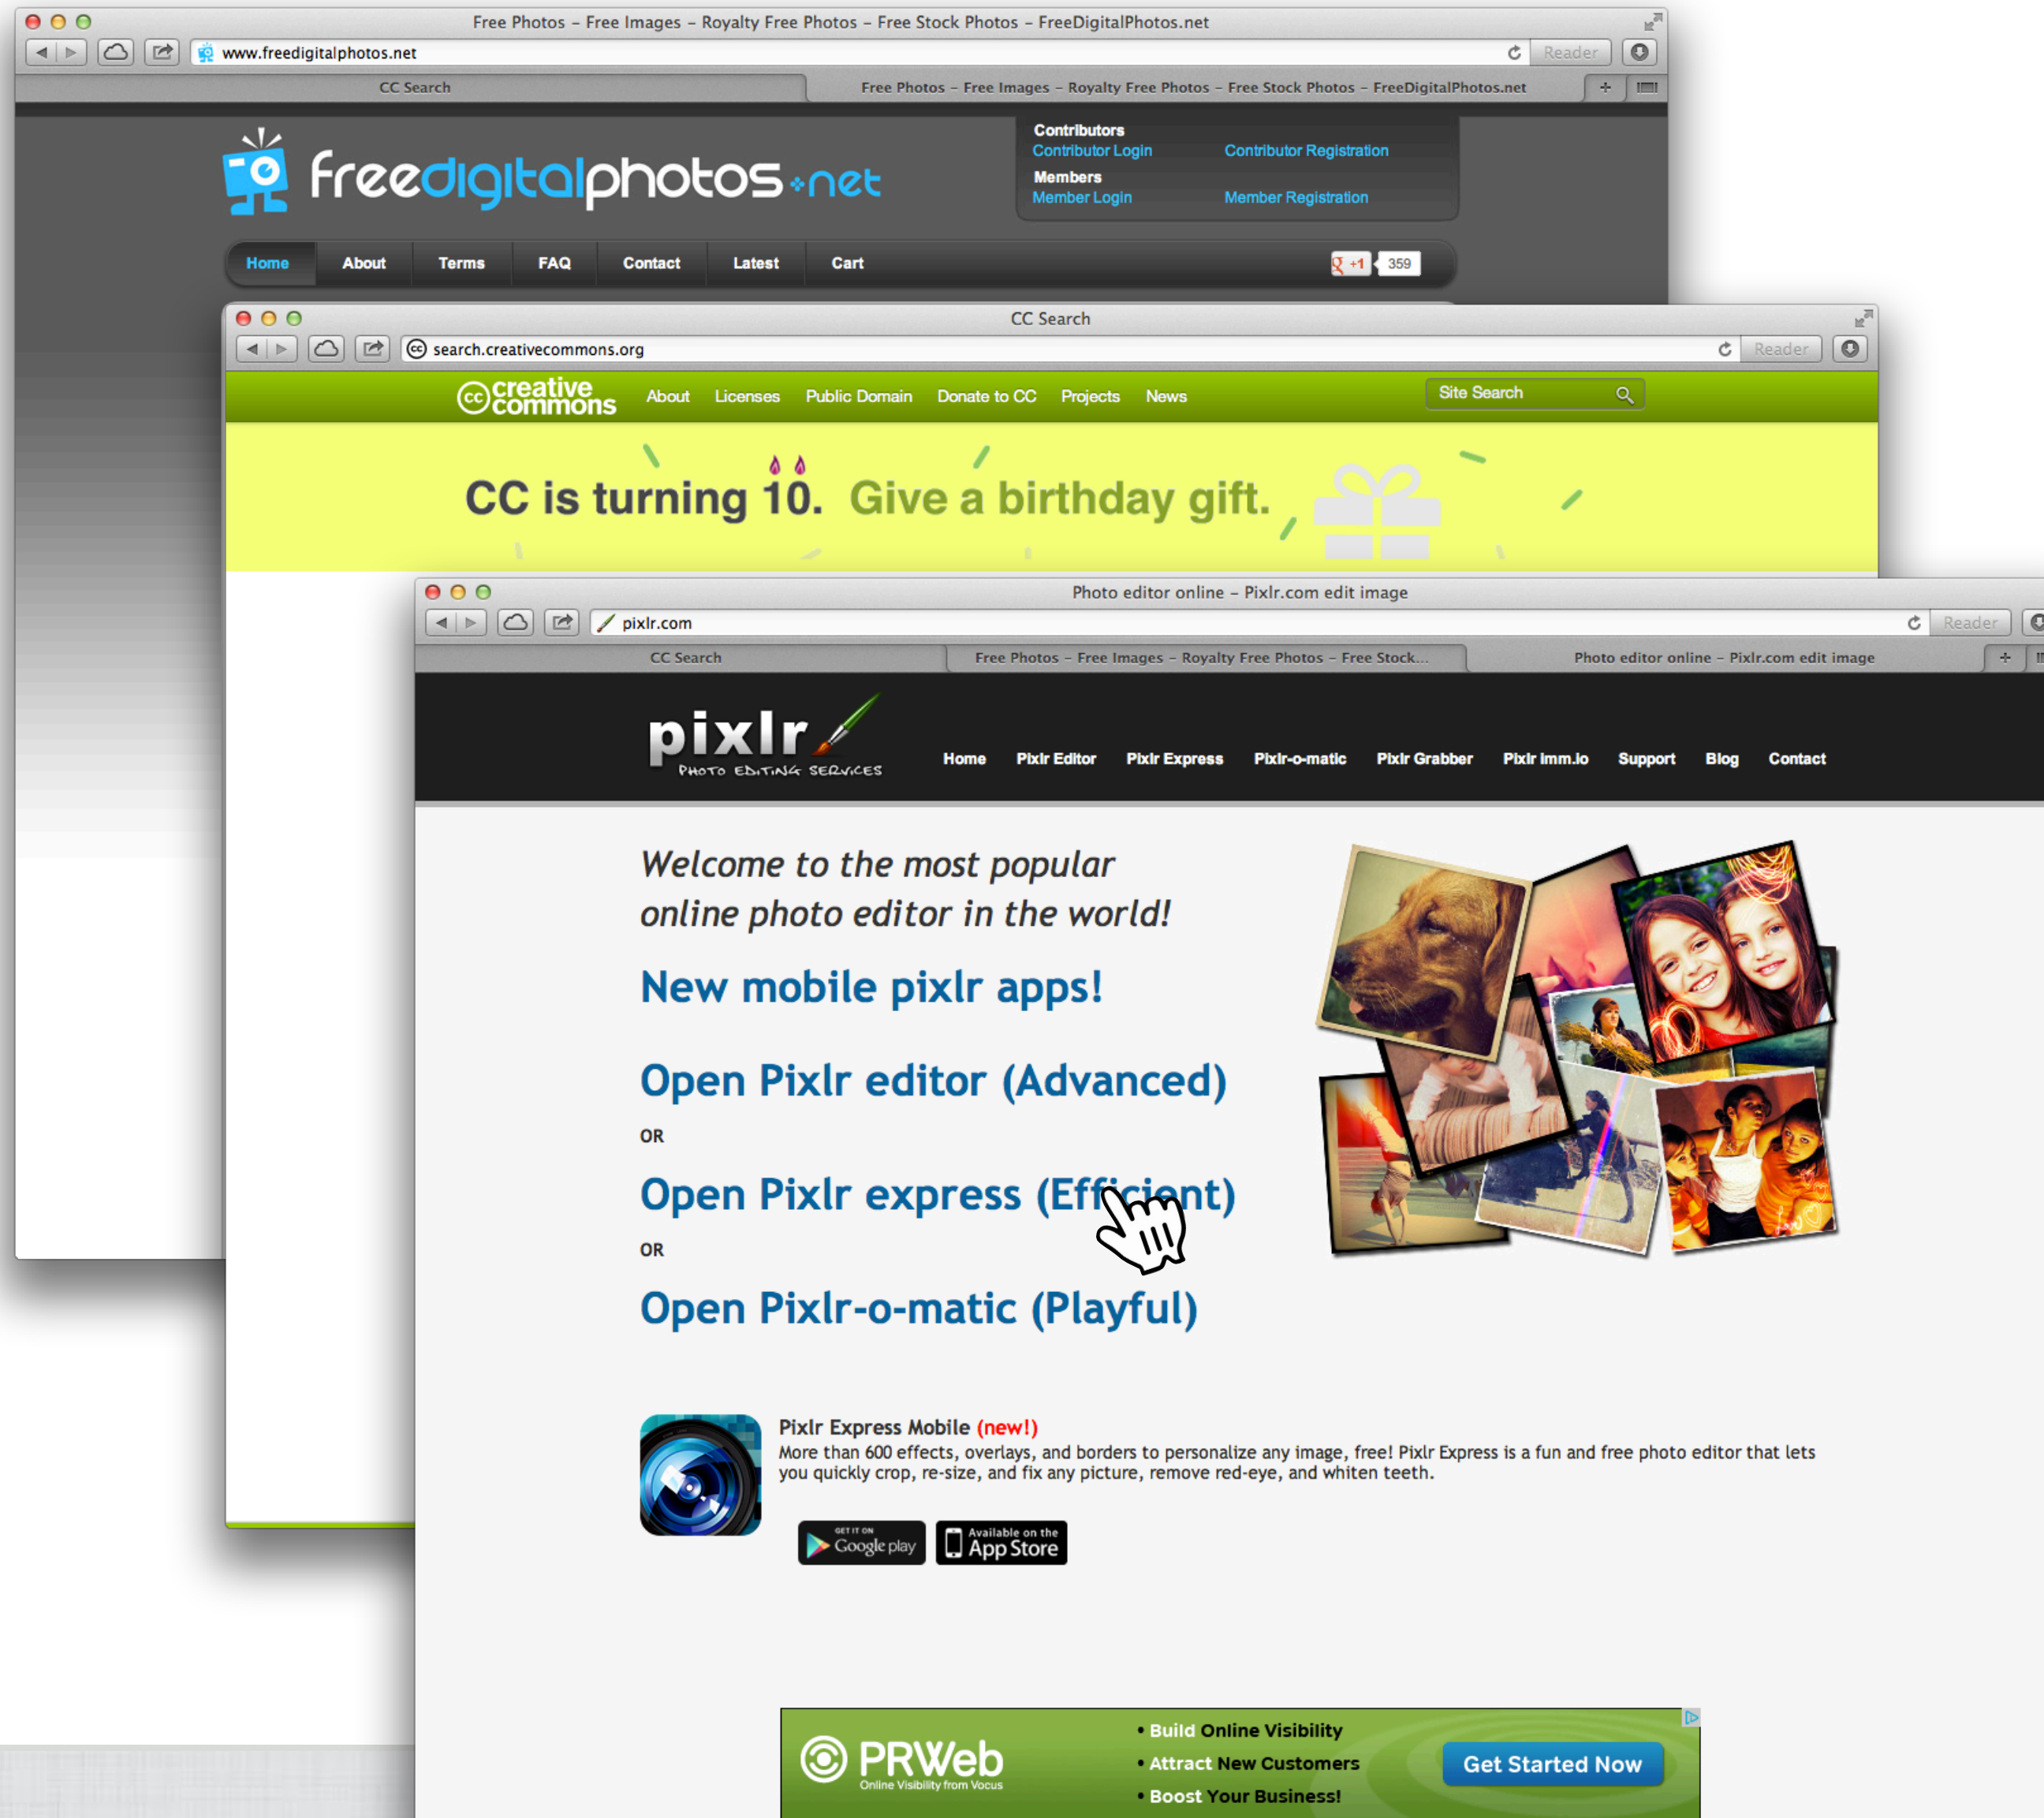 Free Photos – Free Images – Royalty Free Photos – Free Stock Photos – FreeDigitalPhotos.net
www.freedigitalphotos.net
Reader
CC Search
Free Photos – Free Images – Royalty Free Photos – Free Stock Photos – FreeDigitalPhotos.net
freedigitalphotos.net
Contributors
Contributor Login Contributor Registration
Members
Member Login Member Registration
Home About Terms FAQ Contact Latest Cart
g +1 359
CC Search
search.creativecommons.org
Reader
cc creative commons
About Licenses Public Domain Donate to CC Projects News
Site Search
CC is turning 10. Give a birthday gift.
Photo editor online – Pixlr.com edit image
pixlr.com
Reader
CC Search
Free Photos – Free Images – Royalty Free Photos – Free Stock...
Photo editor online – Pixlr.com edit image
pixlr
PHOTO EDITING SERVICES
Home Pixlr Editor Pixlr Express Pixlr-o-matic Pixlr Grabber Pixlr Imm.io Support Blog Contact
Welcome to the most popular
online photo editor in the world!
New mobile pixlr apps!
Open Pixlr editor (Advanced)
OR
Open Pixlr express (Efficient)
OR
Open Pixlr-o-matic (Playful)
Pixlr Express Mobile (new!)
More than 600 effects, overlays, and borders to personalize any image, free! Pixlr Express is a fun and free photo editor that lets
you quickly crop, re-size, and fix any picture, remove red-eye, and whiten teeth.
GET IT ON
Google play
Available on the
App Store
PRWeb
Online Visibility from Vocus
• Build Online Visibility
• Attract New Customers
• Boost Your Business!
Get Started Now